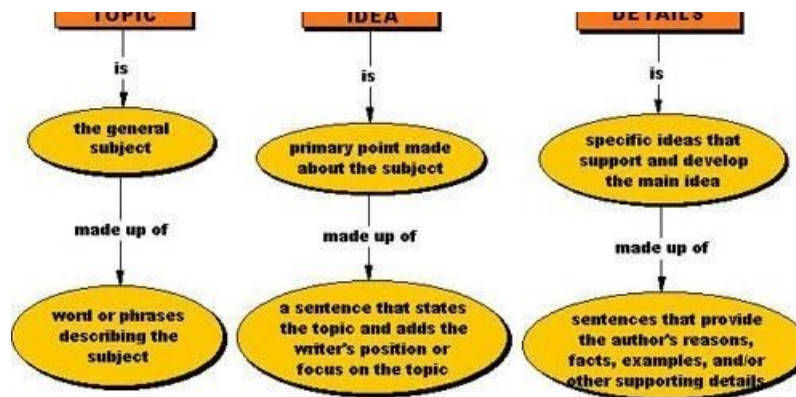 TOPIC
is
the general
subject
made up of
word or phrases
describing the
subject
IDEA
is
primary point made
about the subject
made up of
a sentence that states
the topic and adds the
writer's position or
focus on the topic
DETAILS
is
specific ideas that
support and develop
the main idea
made up of
sentences that provide
the author's reasons,
facts, examples, and/or
other supporting details